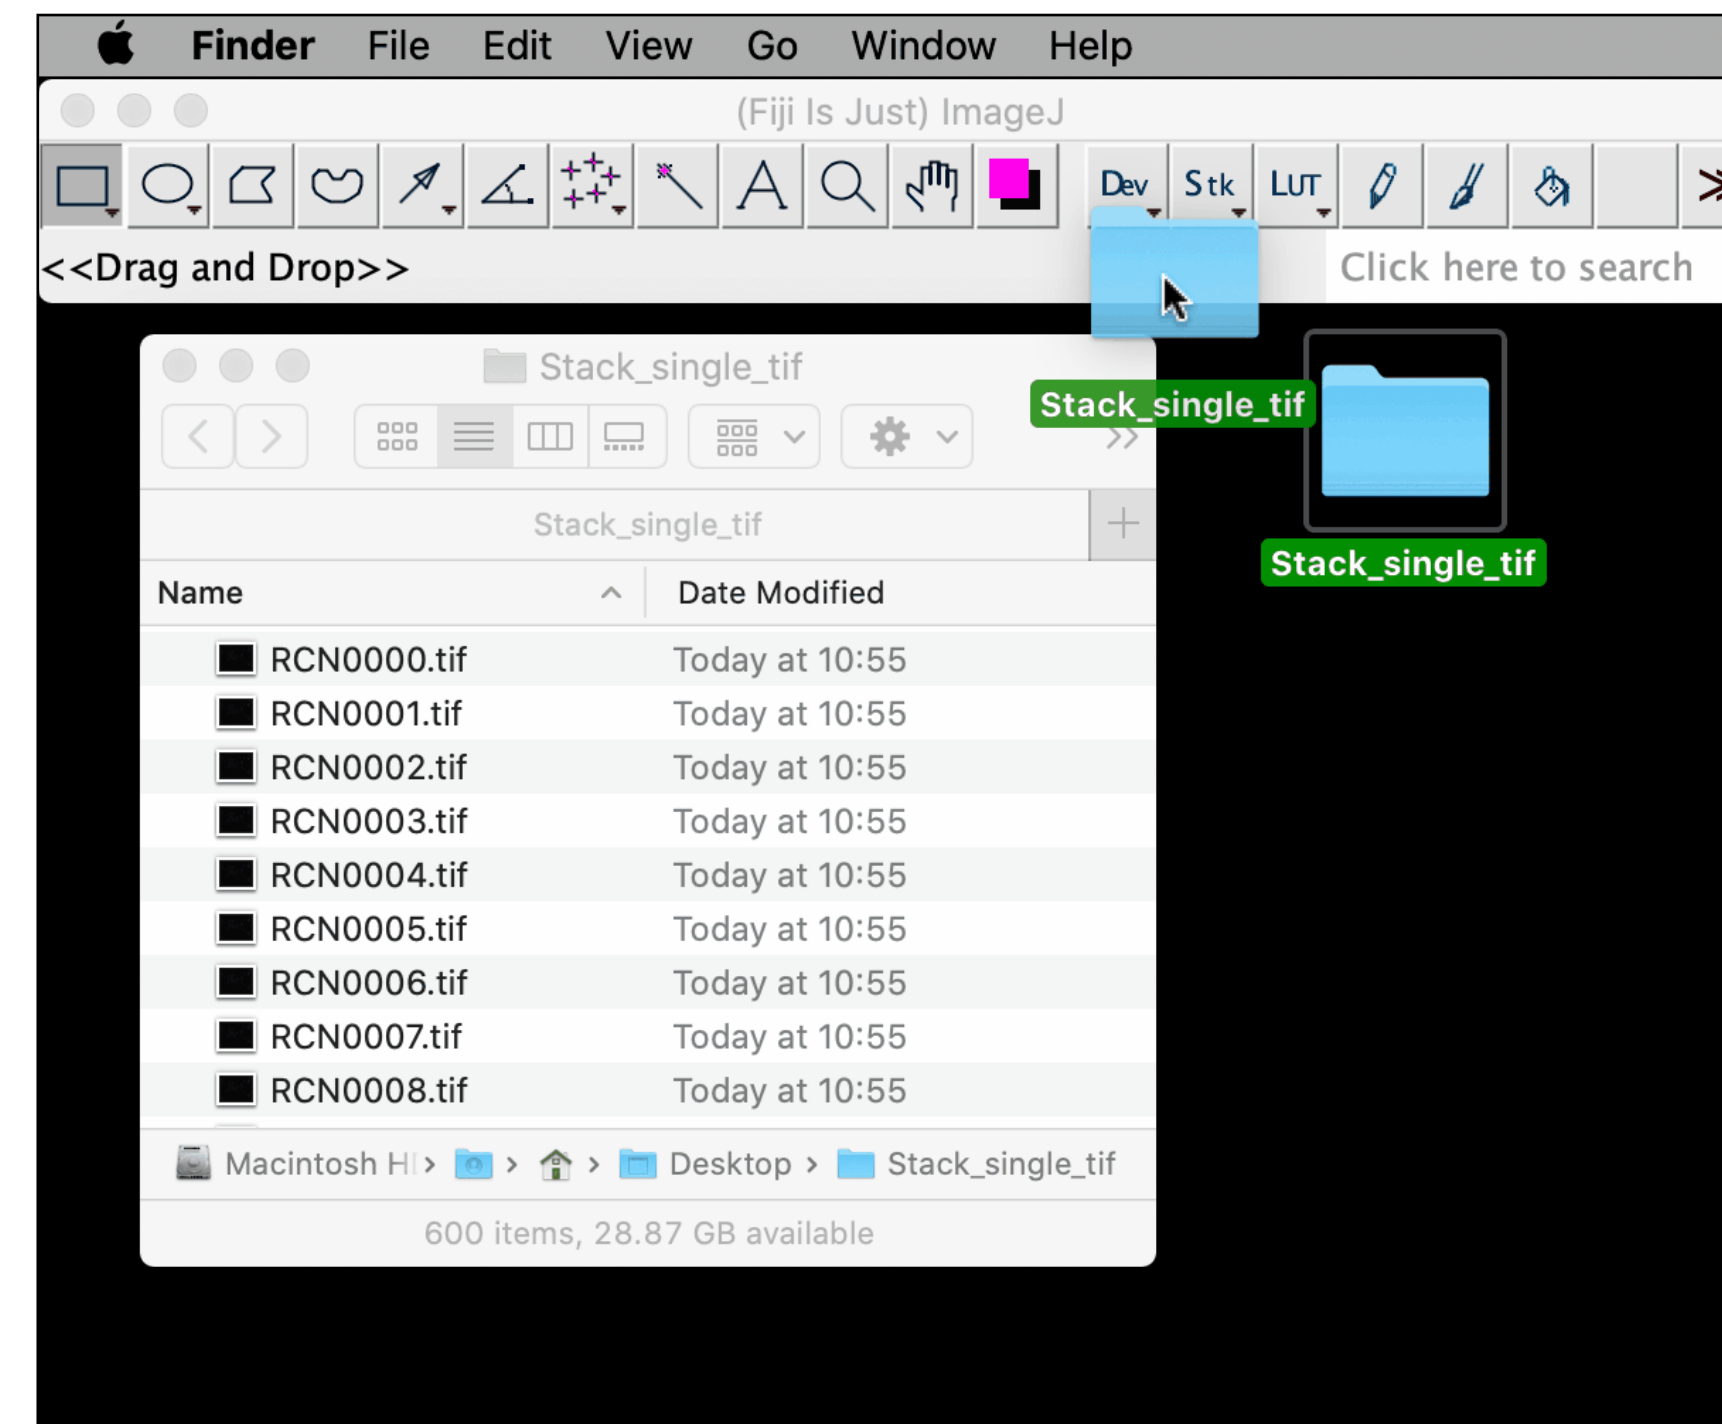 Finder File Edit View Go Window Help
(Fiji Is Just) ImageJ
A Dev Stk LUT
<<Drag and Drop>> Click here to search
Stack_single_tif
Stack_single_tif
Stack_single_tif
Stack_single_tif
Name Date Modified
RCN0000.tif Today at 10:55
RCN0001.tif Today at 10:55
RCN0002.tif Today at 10:55
RCN0003.tif Today at 10:55
RCN0004.tif Today at 10:55
RCN0005.tif Today at 10:55
RCN0006.tif Today at 10:55
RCN0007.tif Today at 10:55
RCN0008.tif Today at 10:55
Macintosh H › › › Desktop › Stack_single_tif
600 items, 28.87 GB available